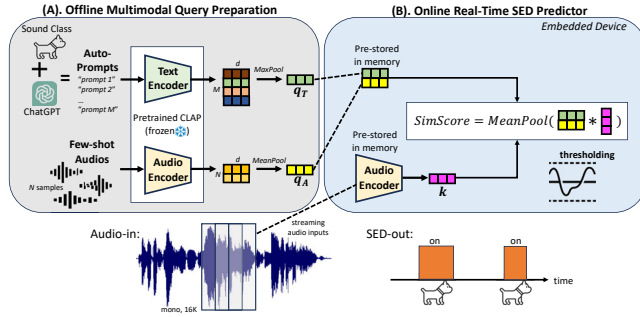 (A). Offline Multimodal Query Preparation
Sound Class
ChatGPT
Auto-
Prompts
"prompt 1"
"prompt 2"
...
"prompt M"
Text
Encoder
Pretrained CLAP
(frozen)
d
M
MaxPool
q_T
Few-shot
Audios
N samples
Audio
Encoder
d
N
MeanPool
q_A
(B). Online Real-Time SED Predictor
Embedded Device
Pre-stored
in memory
SimScore = MeanPool( * )
Pre-stored
in memory
Audio
Encoder
k
thresholding
Audio-in:
streaming
audio inputs
mono, 16K
SED-out:
on
on
time